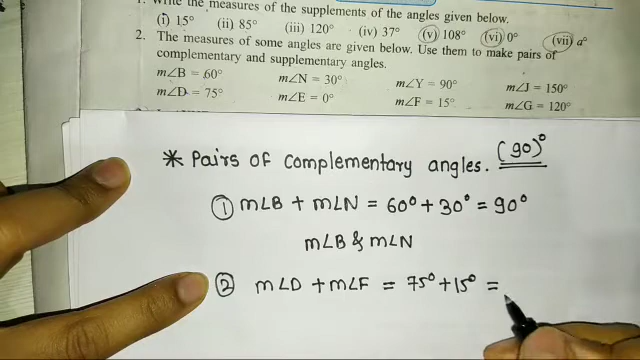 1. Write the measures of the supplements of the angles given below.
(i) 15° (ii) 85° (iii) 120° (iv) 37° (v) 108° (vi) 0° (vii) a°
2. The measures of some angles are given below. Use them to make pairs of
complementary and supplementary angles.
m∠B = 60° m∠N = 30° m∠Y = 90° m∠J = 150°
m∠D = 75° m∠E = 0° m∠F = 15° m∠G = 120°
* Pairs of complementary angles. (90)°
① m∠B + m∠N = 60° + 30° = 90°
m∠B & m∠N
② m∠D + m∠F = 75° + 15° =